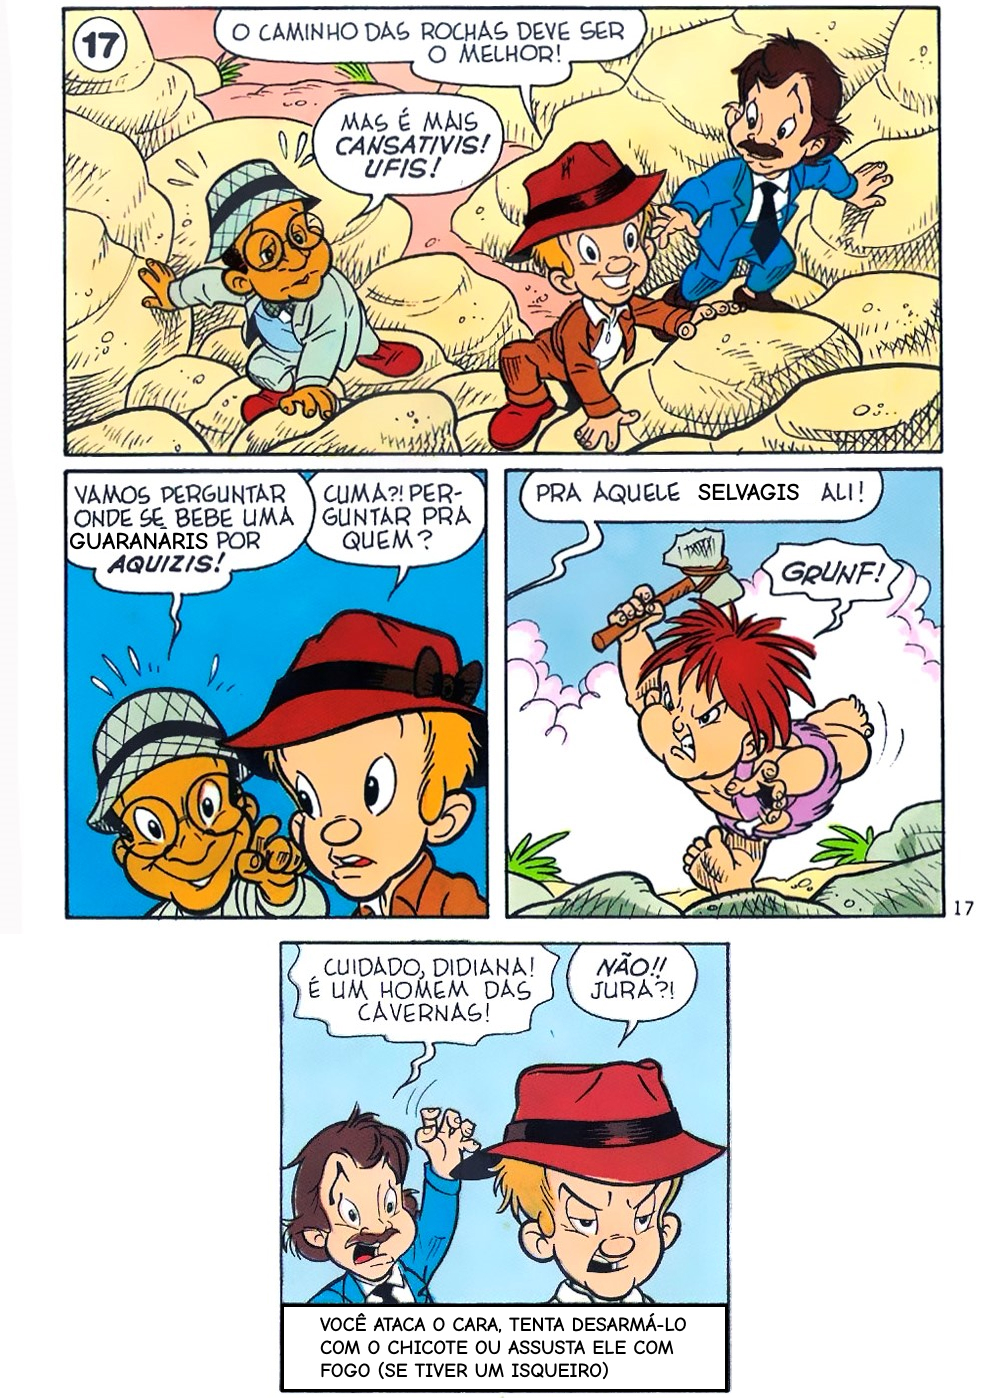 17
O CAMINHO DAS ROCHAS DEVE SER
O MELHOR!
MAS É MAIS
CANSATIVIS!
UFIS!
VAMOS PERGUNTAR
ONDE SE BEBE UMA
GUARANARIS POR
AQUIZIS!
CUMA?! PER-
GUNTAR PRA
QUEM?
PRA AQUELE SELVAGIS ALI!
GRUNF!
17
CUIDADO, DIDIANA!
É UM HOMEM DAS
CAVERNAS!
NÃO!!
JURA?!
VOCÊ ATACA O CARA, TENTA DESARMÁ-LO
COM O CHICOTE OU ASSUSTA ELE COM
FOGO (SE TIVER UM ISQUEIRO)